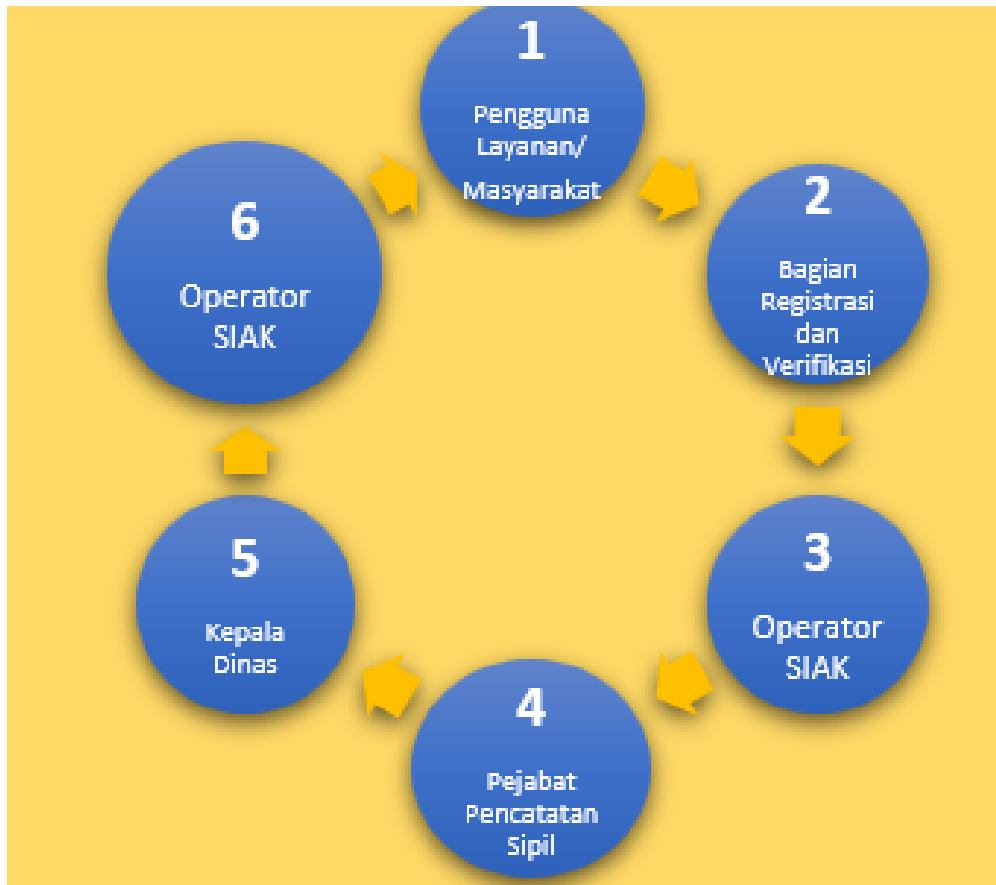 1
Pengguna
Layanan/
Masyarakat
2
Bagian
Registrasi
dan
Verifikasi
3
Operator
SIAK
4
Pejabat
Pencatatan
Sipil
5
Kepala
Dinas
6
Operator
SIAK